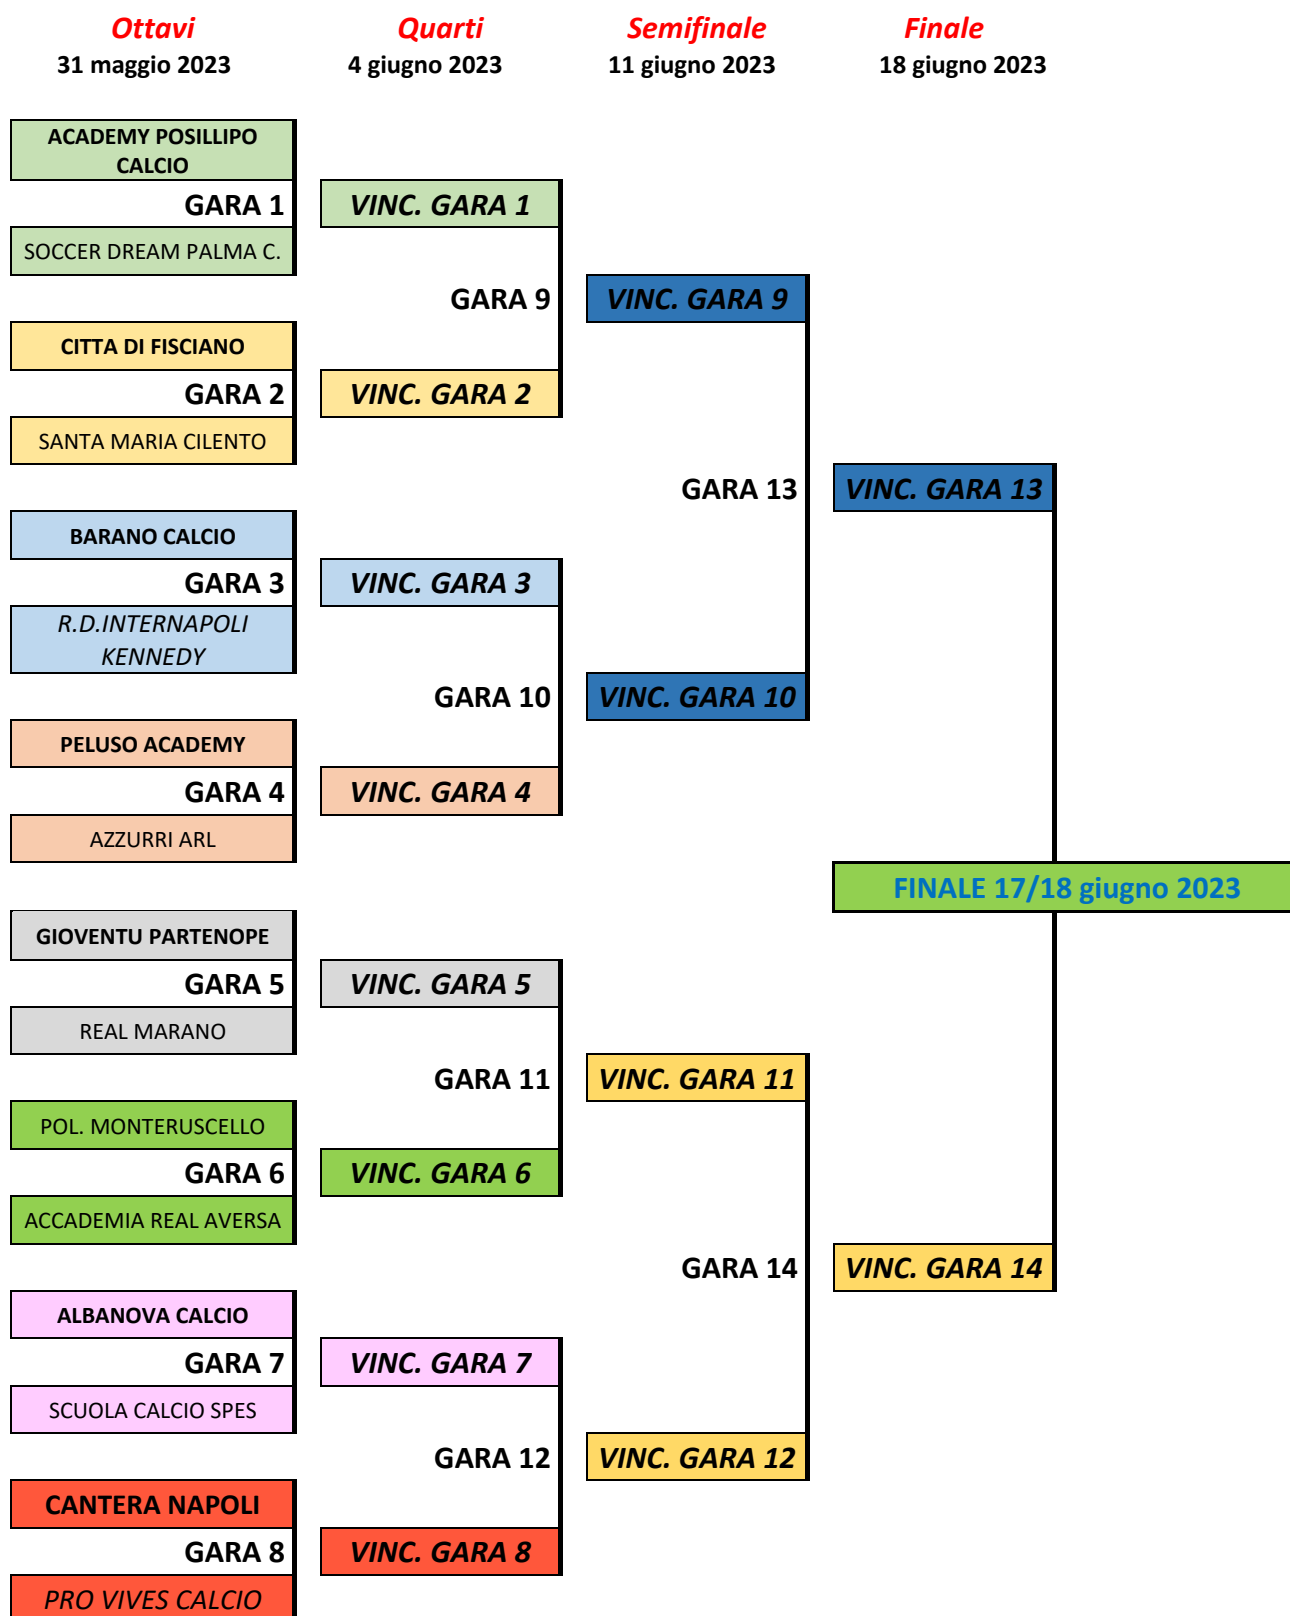 Ottavi Quarti Semifinale Finale
31 maggio 2023 4 giugno 2023 11 giugno 2023 18 giugno 2023
ACADEMY POSILLIPO
CALCIO
GARA 1 VINC. GARA 1
SOCCER DREAM PALMA C.
GARA 9 VINC. GARA 9
CITTA DI FISCIANO
GARA 2 VINC. GARA 2
SANTA MARIA CILENTO
GARA 13 VINC. GARA 13
BARANO CALCIO
GARA 3 VINC. GARA 3
R.D.INTERNAPOLI
KENNEDY
GARA 10 VINC. GARA 10
PELUSO ACADEMY
GARA 4 VINC. GARA 4
AZZURRI ARL
FINALE 17/18 giugno 2023
GIOVENTU PARTENOPE
GARA 5 VINC. GARA 5
REAL MARANO
GARA 11 VINC. GARA 11
POL. MONTERUSCELLO
GARA 6 VINC. GARA 6
ACCADEMIA REAL AVERSA
GARA 14 VINC. GARA 14
ALBANOVA CALCIO
GARA 7 VINC. GARA 7
SCUOLA CALCIO SPES
GARA 12 VINC. GARA 12
CANTERA NAPOLI
GARA 8 VINC. GARA 8
PRO VIVES CALCIO